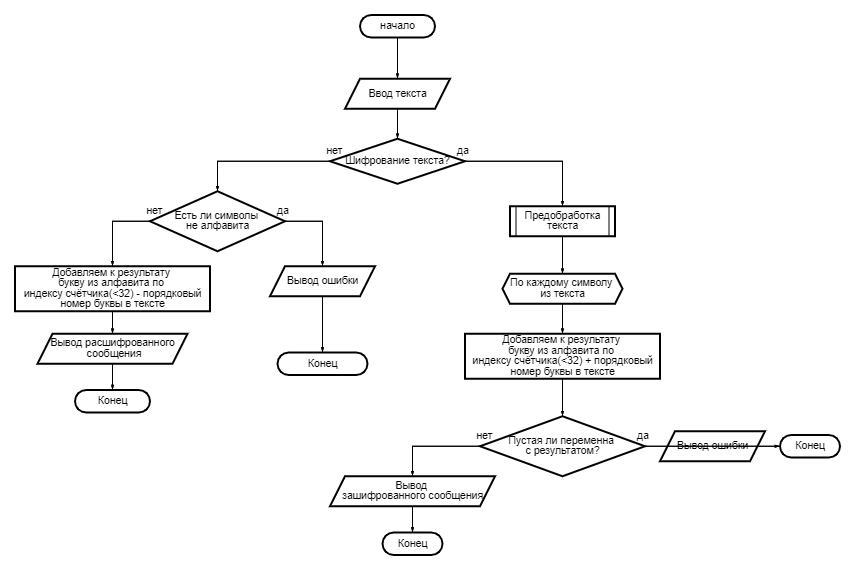 начало
Ввод текста
нет
да
Шифрование текста?
нет
да
Есть ли символы
не алфавита
Предобработка
текста
Добавляем к результату
букву из алфавита по
индексу счётчика(<32) - порядковый
номер буквы в тексте
Вывод ошибки
По каждому символу
из текста
Вывод расшифрованного
сообщения
Конец
Добавляем к результату
букву из алфавита по
индексу счётчика(<32) + порядковый
номер буквы в тексте
Конец
нет
да
Пустая ли переменна
с результатом?
Вывод ошибки
Конец
Вывод
зашифрованного сообщения
Конец